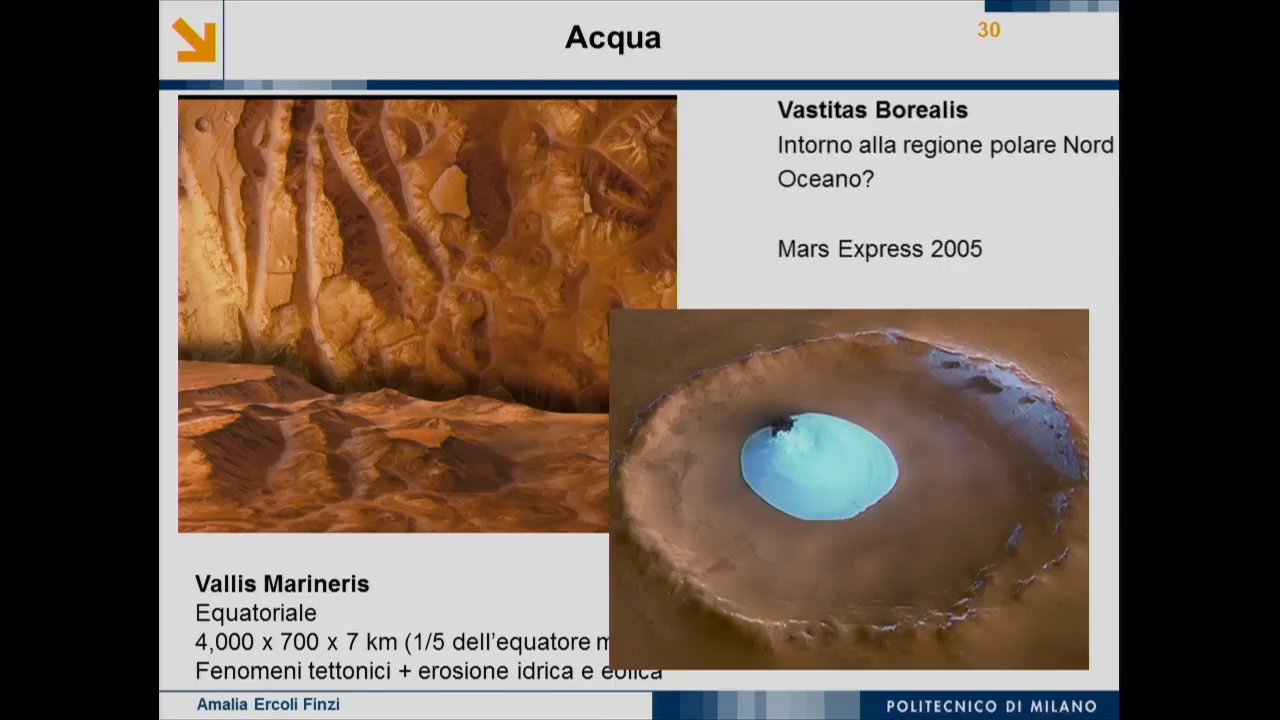 Acqua
30
Vastitas Borealis
Intorno alla regione polare Nord
Oceano?
Mars Express 2005
Vallis Marineris
Equatoriale
4,000 x 700 x 7 km (1/5 dell'equatore
Fenomeni tettonici + erosione idrica e eolica
Amalia Ercoli Finzi
POLITECNICO DI MILANO